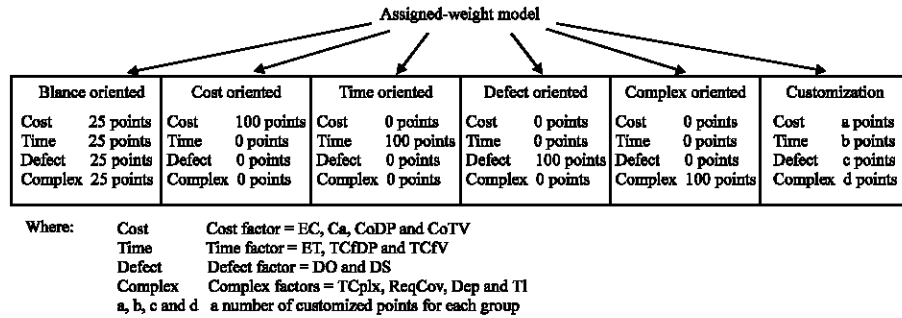 Assigned-weight model
Blance oriented Cost oriented Time oriented Defect oriented Complex oriented Customization
Cost 25 points Cost 100 points Cost 0 points Cost 0 points Cost 0 points Cost a points
Time 25 points Time 0 points Time 100 points Time 0 points Time 0 points Time b points
Defect 25 points Defect 0 points Defect 0 points Defect 100 points Defect 0 points Defect c points
Complex 25 points Complex 0 points Complex 0 points Complex 0 points Complex 100 points Complex d points
Where: Cost Cost factor = EC, Ca, CoDP and CoTV
Time Time factor = ET, TCfDP and TCfV
Defect Defect factor = DO and DS
Complex Complex factors = TCplx, ReqCov, Dep and Tl
a, b, c and d a number of customized points for each group